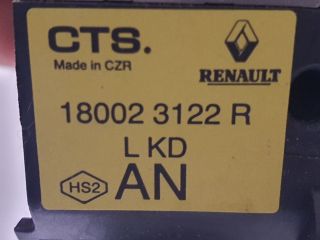 CTS.
Made in CZR
RENAULT
18002 3122 R
L KD
HS2 AN